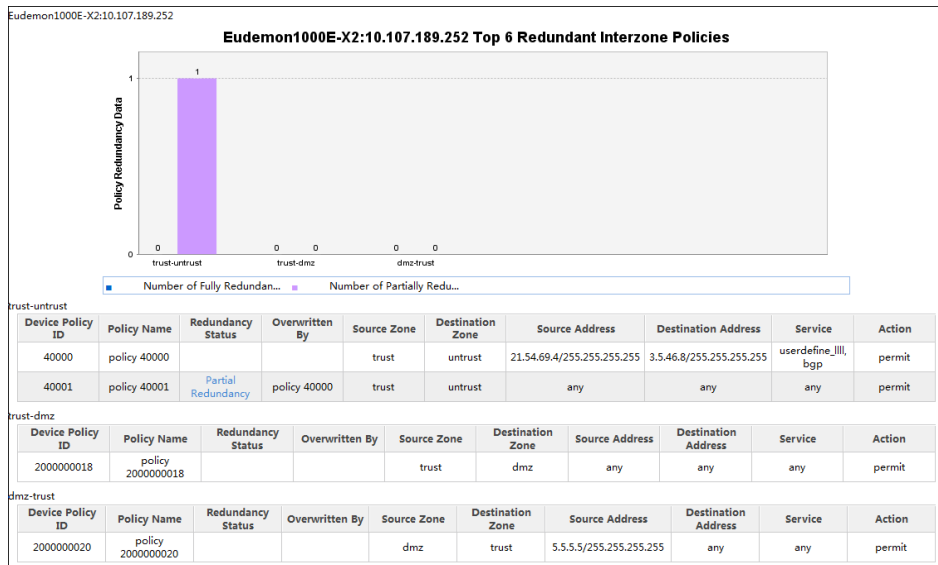 Eudemon1000E-X2:10.107.189.252
Eudemon1000E-X2:10.107.189.252 Top 6 Redundant Interzone Policies
Policy Redundancy Data
1
0
1
0
0
0
0
0
trust-untrust
trust-dmz
dmz-trust
Number of Fully Redundan...
Number of Partially Redu...
trust-untrust
Device Policy ID Policy Name Redundancy Status Overwritten By Source Zone Destination Zone Source Address Destination Address Service Action
40000 policy 40000 trust untrust 21.54.69.4/255.255.255.255 3.5.46.8/255.255.255.255 userdefine_llll, bgp permit
40001 policy 40001 Partial Redundancy policy 40000 trust untrust any any any permit
trust-dmz
Device Policy ID Policy Name Redundancy Status Overwritten By Source Zone Destination Zone Source Address Destination Address Service Action
2000000018 policy 2000000018 trust dmz any any any permit
dmz-trust
Device Policy ID Policy Name Redundancy Status Overwritten By Source Zone Destination Zone Source Address Destination Address Service Action
2000000020 policy 2000000020 dmz trust 5.5.5.5/255.255.255.255 any any permit